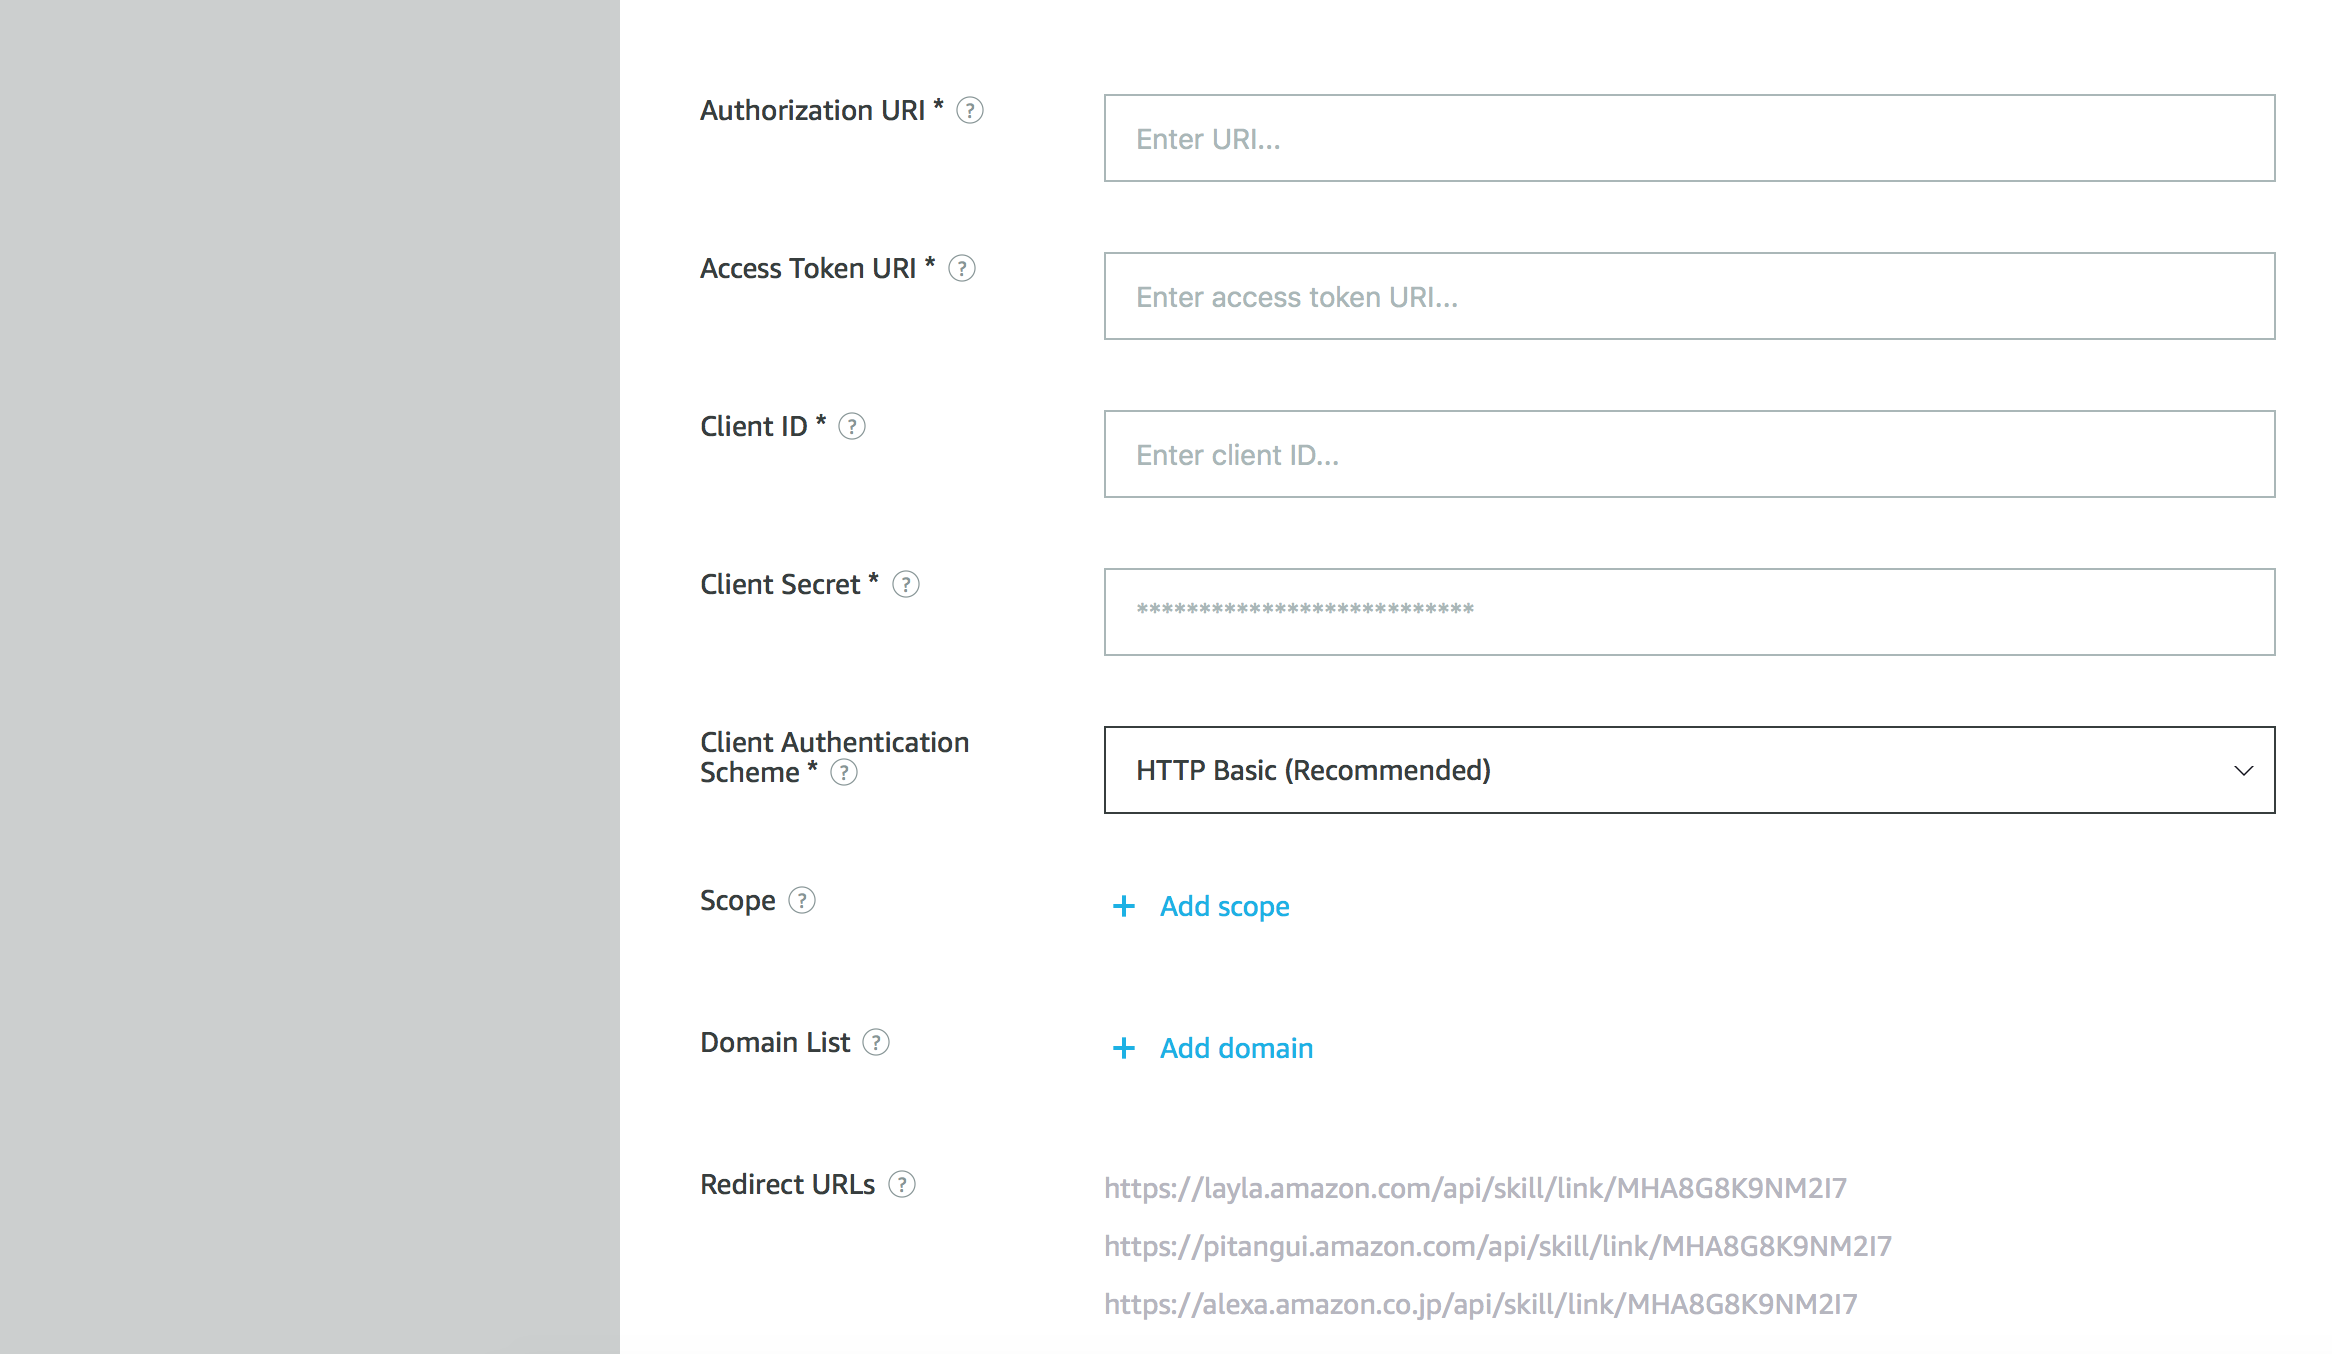 Authorization URI * ?
Enter URI...
Access Token URI * ?
Enter access token URI...
Client ID * ?
Enter client ID...
Client Secret * ?
***************************
Client Authentication
Scheme * ?
HTTP Basic (Recommended)
Scope ?
+ Add scope
Domain List ?
+ Add domain
Redirect URLs ?
https://layla.amazon.com/api/skill/link/MHA8G8K9NM2I7
https://pitangui.amazon.com/api/skill/link/MHA8G8K9NM2I7
https://alexa.amazon.co.jp/api/skill/link/MHA8G8K9NM2I7